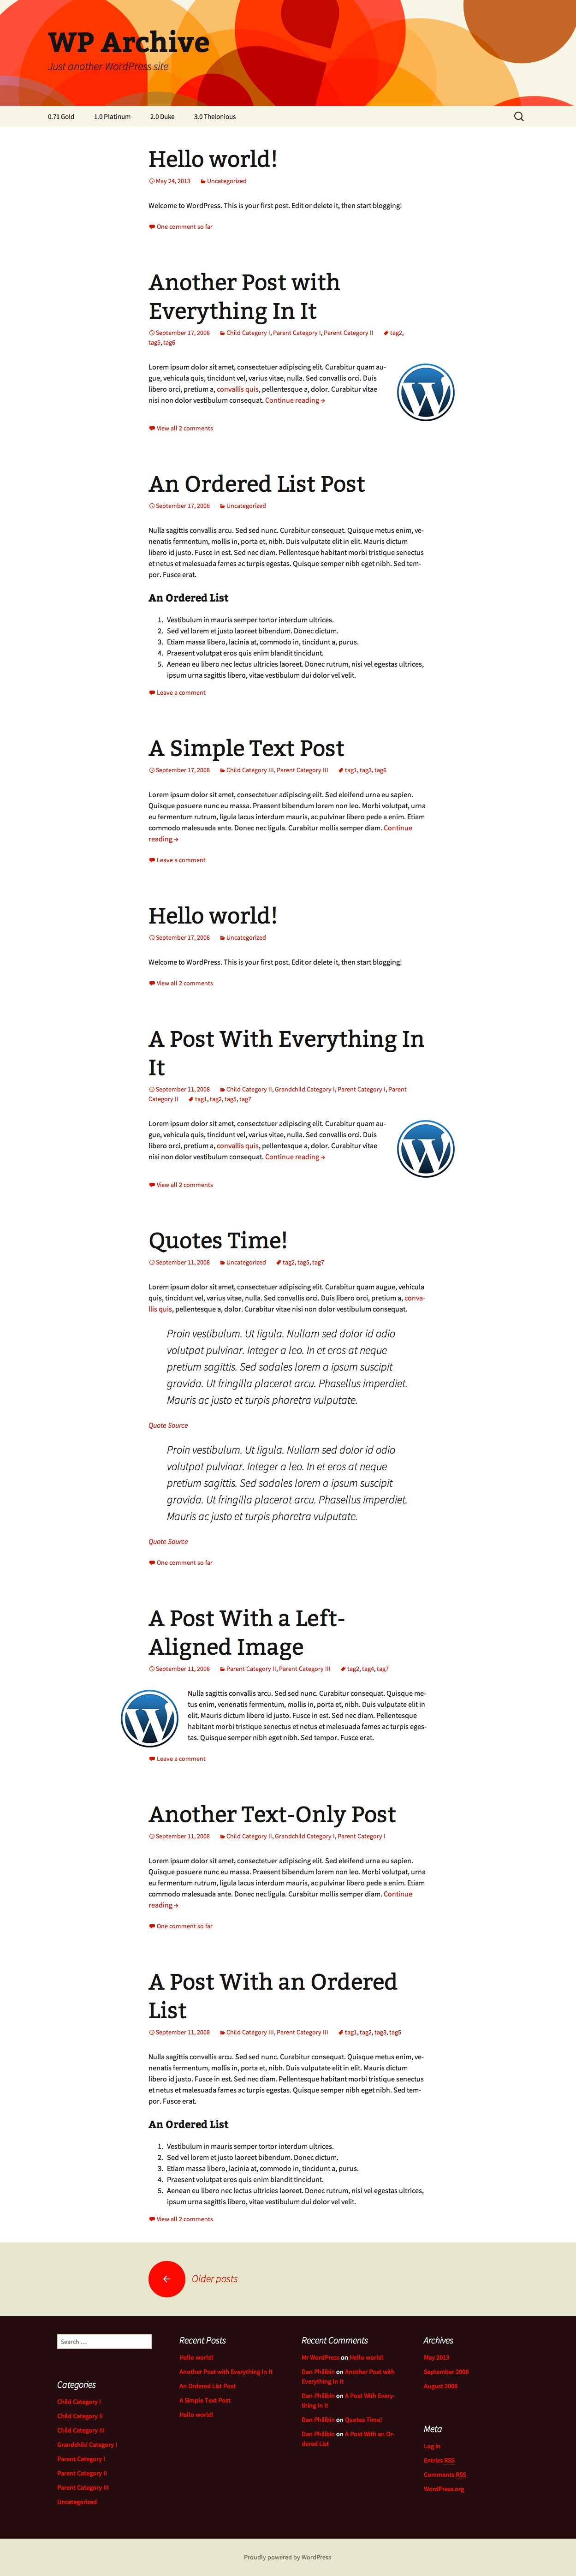 WP Archive
Just another WordPress site
0.71 Gold 1.0 Platinum 2.0 Duke 3.0 Thelonious
Hello world!
May 24, 2013 Uncategorized
Welcome to WordPress. This is your first post. Edit or delete it, then start blogging!
One comment so far
Another Post with
Everything In It
September 17, 2008 Child Category I, Parent Category I, Parent Category II tag2,
tag5, tag6
Lorem ipsum dolor sit amet, consectetuer adipiscing elit. Curabitur quam au-
gue, vehicula quis, tincidunt vel, varius vitae, nulla. Sed convallis orci. Duis
libero orci, pretium a, convallis quis, pellentesque a, dolor. Curabitur vitae
nisi non dolor vestibulum consequat. Continue reading →
View all 2 comments
An Ordered List Post
September 17, 2008 Uncategorized
Nulla sagittis convallis arcu. Sed sed nunc. Curabitur consequat. Quisque metus enim, ve-
nenatis fermentum, mollis in, porta et, nibh. Duis vulputate elit in elit. Mauris dictum
libero id justo. Fusce in est. Sed nec diam. Pellentesque habitant morbi tristique senectus
et netus et malesuada fames ac turpis egestas. Quisque semper nibh eget nibh. Sed tem-
por. Fusce erat.
An Ordered List
1. Vestibulum in mauris semper tortor interdum ultrices.
2. Sed vel lorem et justo laoreet bibendum. Donec dictum.
3. Etiam massa libero, lacinia at, commodo in, tincidunt a, purus.
4. Praesent volutpat eros quis enim blandit tincidunt.
5. Aenean eu libero nec lectus ultricies laoreet. Donec rutrum, nisi vel egestas ultrices,
ipsum urna sagittis libero, vitae vestibulum dui dolor vel velit.
Leave a comment
A Simple Text Post
September 17, 2008 Child Category III, Parent Category III tag1, tag3, tag6
Lorem ipsum dolor sit amet, consectetuer adipiscing elit. Sed eleifend urna eu sapien.
Quisque posuere nunc eu massa. Praesent bibendum lorem non leo. Morbi volutpat, urna
eu fermentum rutrum, ligula lacus interdum mauris, ac pulvinar libero pede a enim. Etiam
commodo malesuada ante. Donec nec ligula. Curabitur mollis semper diam. Continue
reading →
Leave a comment
Hello world!
September 17, 2008 Uncategorized
Welcome to WordPress. This is your first post. Edit or delete it, then start blogging!
View all 2 comments
A Post With Everything In
It
September 11, 2008 Child Category II, Grandchild Category I, Parent Category I, Parent
Category II tag1, tag2, tag5, tag7
Lorem ipsum dolor sit amet, consectetuer adipiscing elit. Curabitur quam au-
gue, vehicula quis, tincidunt vel, varius vitae, nulla. Sed convallis orci. Duis
libero orci, pretium a, convallis quis, pellentesque a, dolor. Curabitur vitae
nisi non dolor vestibulum consequat. Continue reading →
View all 2 comments
Quotes Time!
September 11, 2008 Uncategorized tag2, tag5, tag7
Lorem ipsum dolor sit amet, consectetuer adipiscing elit. Curabitur quam augue, vehicula
quis, tincidunt vel, varius vitae, nulla. Sed convallis orci. Duis libero orci, pretium a, conva-
llis quis, pellentesque a, dolor. Curabitur vitae nisi non dolor vestibulum consequat.
Proin vestibulum. Ut ligula. Nullam sed dolor id odio
volutpat pulvinar. Integer a leo. In et eros at neque
pretium sagittis. Sed sodales lorem a ipsum suscipit
gravida. Ut fringilla placerat arcu. Phasellus imperdiet.
Mauris ac justo et turpis pharetra vulputate.
Quote Source
Proin vestibulum. Ut ligula. Nullam sed dolor id odio
volutpat pulvinar. Integer a leo. In et eros at neque
pretium sagittis. Sed sodales lorem a ipsum suscipit
gravida. Ut fringilla placerat arcu. Phasellus imperdiet.
Mauris ac justo et turpis pharetra vulputate.
Quote Source
One comment so far
A Post With a Left-
Aligned Image
September 11, 2008 Parent Category II, Parent Category III tag2, tag4, tag7
Nulla sagittis convallis arcu. Sed sed nunc. Curabitur consequat. Quisque me-
tus enim, venenatis fermentum, mollis in, porta et, nibh. Duis vulputate elit in
elit. Mauris dictum libero id justo. Fusce in est. Sed nec diam. Pellentesque
habitant morbi tristique senectus et netus et malesuada fames ac turpis eges-
tas. Quisque semper nibh eget nibh. Sed tempor. Fusce erat.
Leave a comment
Another Text-Only Post
September 11, 2008 Child Category II, Grandchild Category I, Parent Category I
Lorem ipsum dolor sit amet, consectetuer adipiscing elit. Sed eleifend urna eu sapien.
Quisque posuere nunc eu massa. Praesent bibendum lorem non leo. Morbi volutpat, urna
eu fermentum rutrum, ligula lacus interdum mauris, ac pulvinar libero pede a enim. Etiam
commodo malesuada ante. Donec nec ligula. Curabitur mollis semper diam. Continue
reading →
One comment so far
A Post With an Ordered
List
September 11, 2008 Child Category III, Parent Category III tag1, tag2, tag3, tag5
Nulla sagittis convallis arcu. Sed sed nunc. Curabitur consequat. Quisque metus enim, ve-
nenatis fermentum, mollis in, porta et, nibh. Duis vulputate elit in elit. Mauris dictum
libero id justo. Fusce in est. Sed nec diam. Pellentesque habitant morbi tristique senectus
et netus et malesuada fames ac turpis egestas. Quisque semper nibh eget nibh. Sed tem-
por. Fusce erat.
An Ordered List
1. Vestibulum in mauris semper tortor interdum ultrices.
2. Sed vel lorem et justo laoreet bibendum. Donec dictum.
3. Etiam massa libero, lacinia at, commodo in, tincidunt a, purus.
4. Praesent volutpat eros quis enim blandit tincidunt.
5. Aenean eu libero nec lectus ultricies laoreet. Donec rutrum, nisi vel egestas ultrices,
ipsum urna sagittis libero, vitae vestibulum dui dolor vel velit.
View all 2 comments
← Older posts
Search …
Categories
Child Category I
Child Category II
Child Category III
Grandchild Category I
Parent Category I
Parent Category II
Parent Category III
Uncategorized
Recent Posts
Hello world!
Another Post with Everything In It
An Ordered List Post
A Simple Text Post
Hello world!
Recent Comments
Mr WordPress on Hello world!
Dan Philibin on Another Post with
Everything In It
Dan Philibin on A Post With Every-
thing In It
Dan Philibin on Quotes Time!
Dan Philibin on A Post With an Or-
dered List
Archives
May 2013
September 2008
August 2008
Meta
Log in
Entries RSS
Comments RSS
WordPress.org
Proudly powered by WordPress